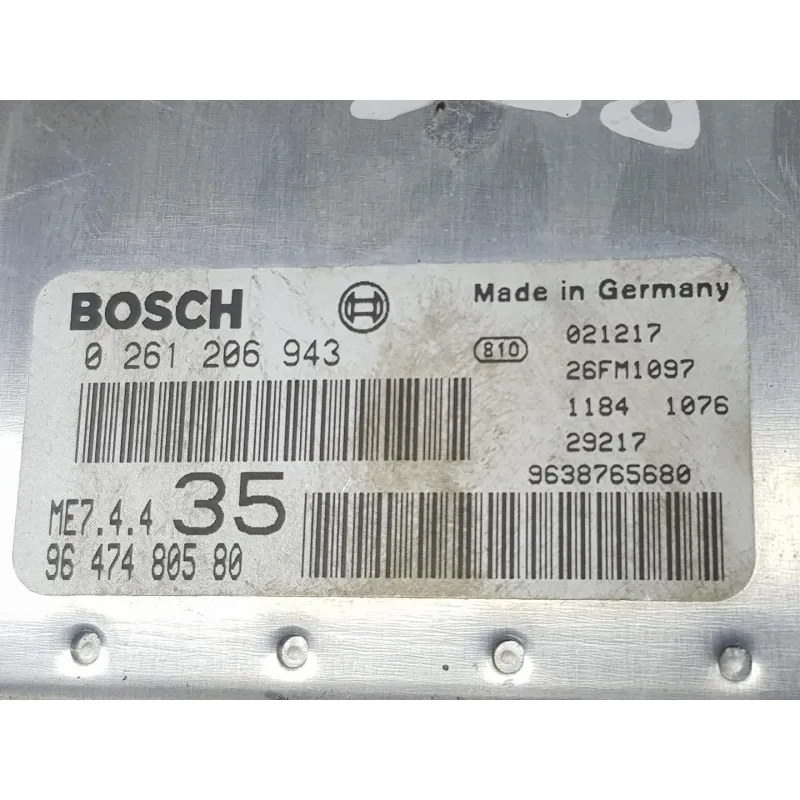 BOSCH
0 261 206 943
Made in Germany
810
021217
26FM1097
1184 1076
29217
9638765680
ME7.4.4 35
96 474 805 80